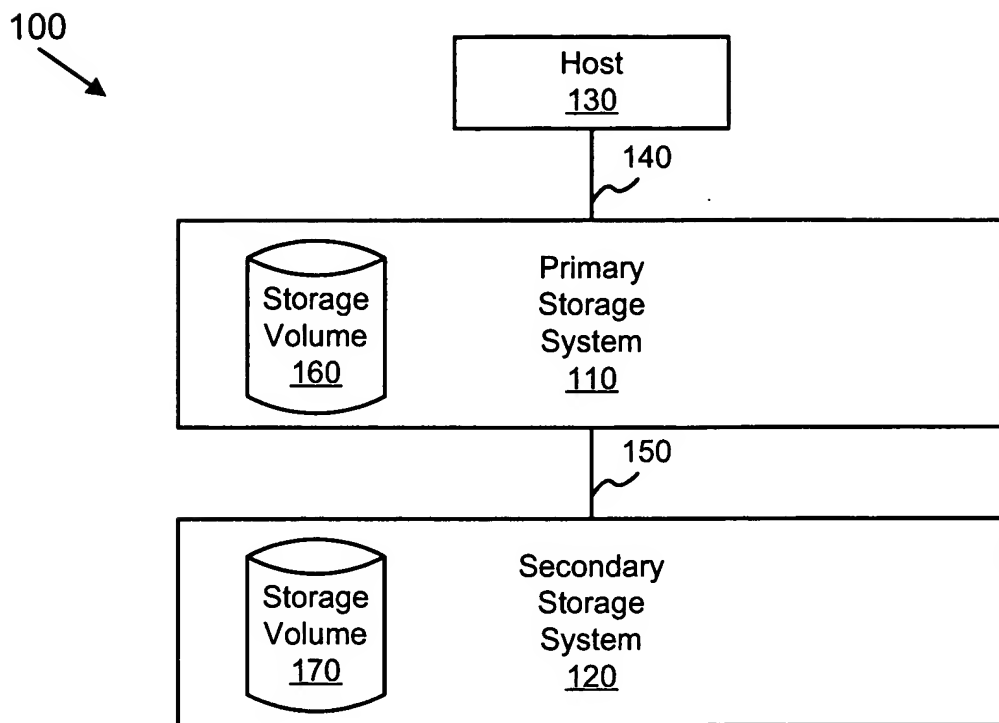 100
Host
130
140
Storage
Volume
160
Primary
Storage
System
110
150
Storage
Volume
170
Secondary
Storage
System
120